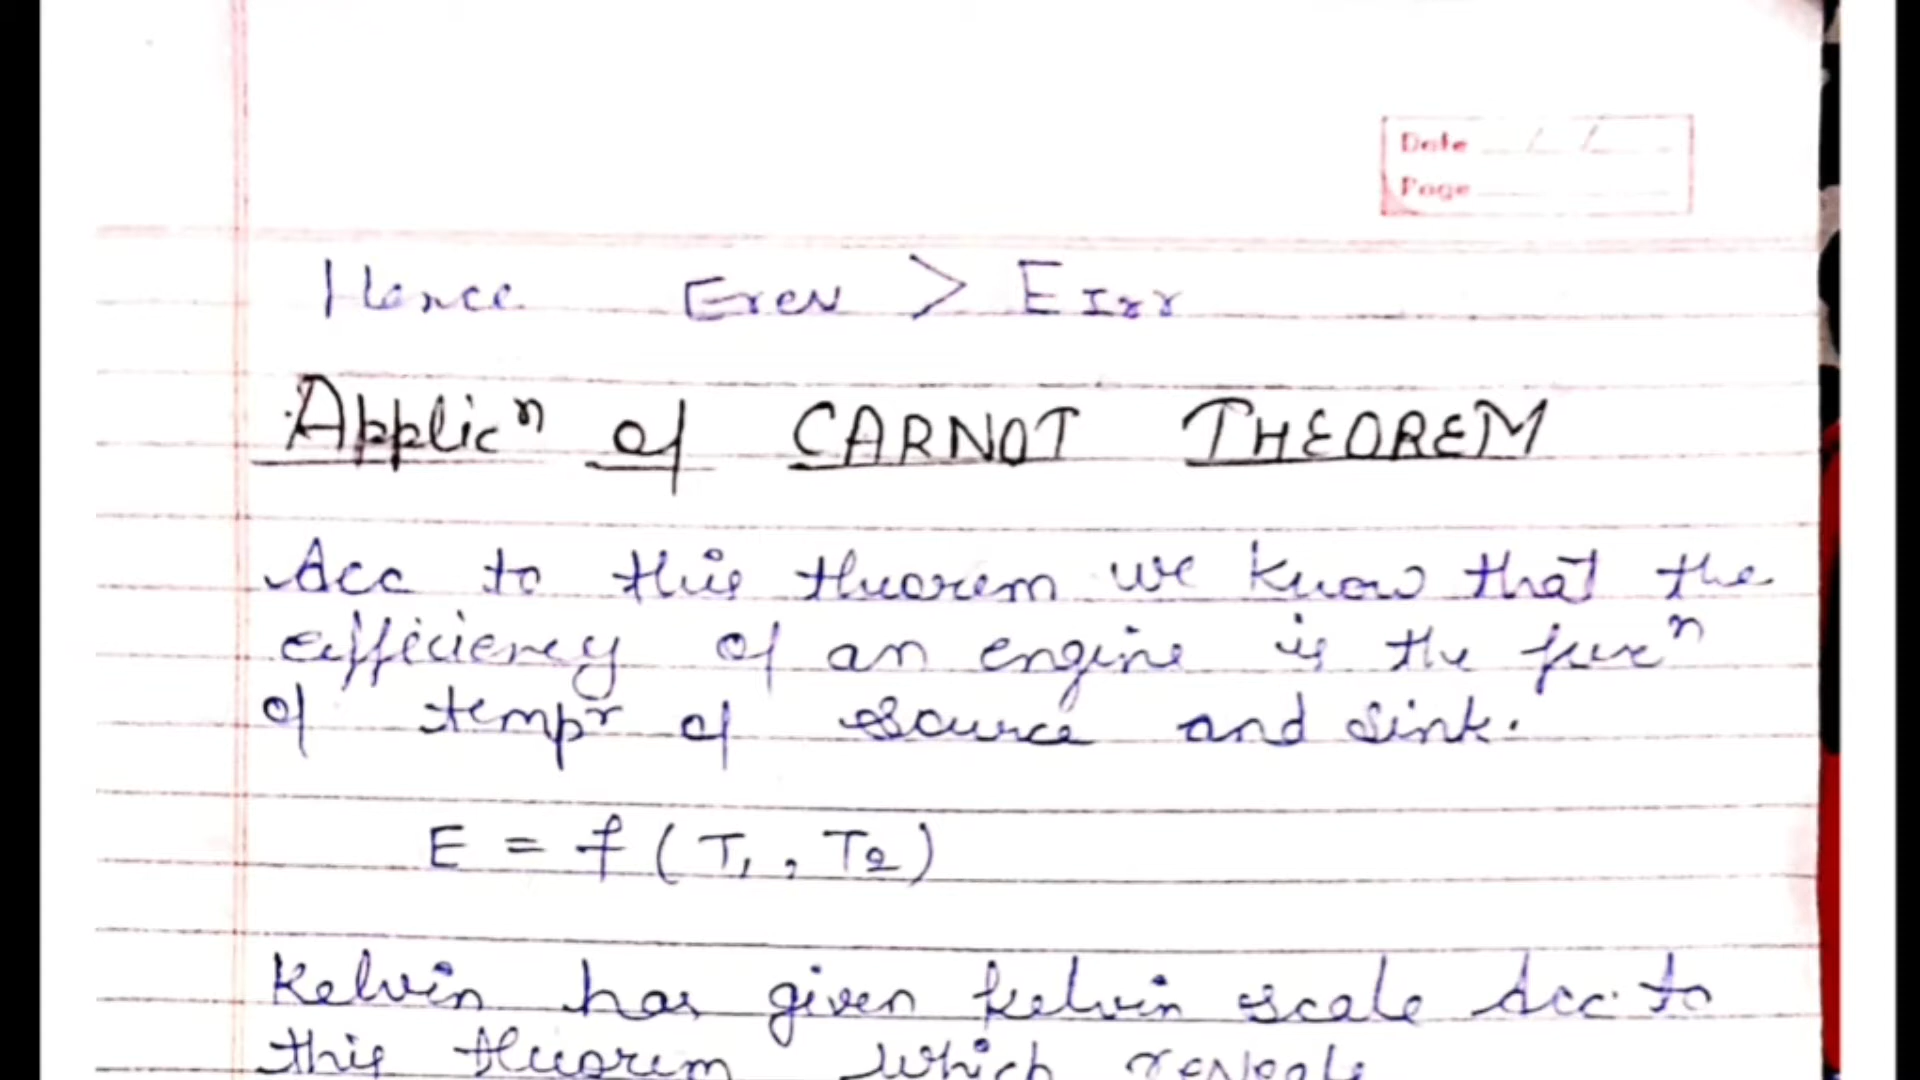 Date / /
Page
Hence Erev > EIrr
Applicⁿ of CARNOT THEOREM
Acc to this theorem we know that the
efficiency of an engine is the funⁿ
of tempʳ of source and sink.
E = f (T₁, T₂)
Kelvin has given kelvin scale Acc. to
this theorem which reveals